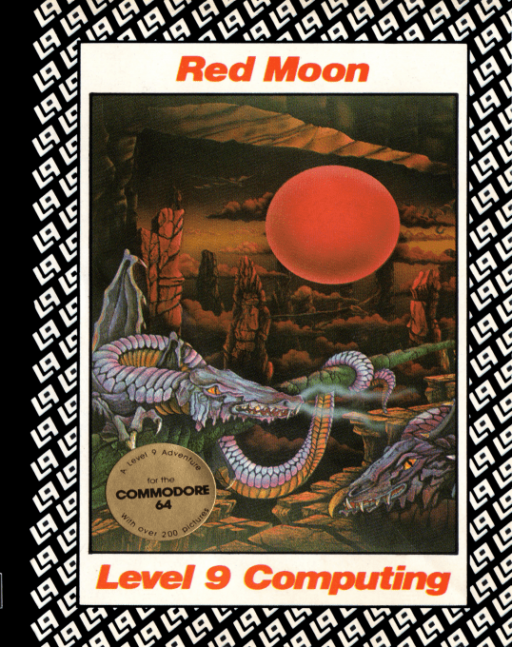 Red Moon
A Level 9 Adventure
for the
COMMODORE
64
With over 200 pictures
Level 9 Computing